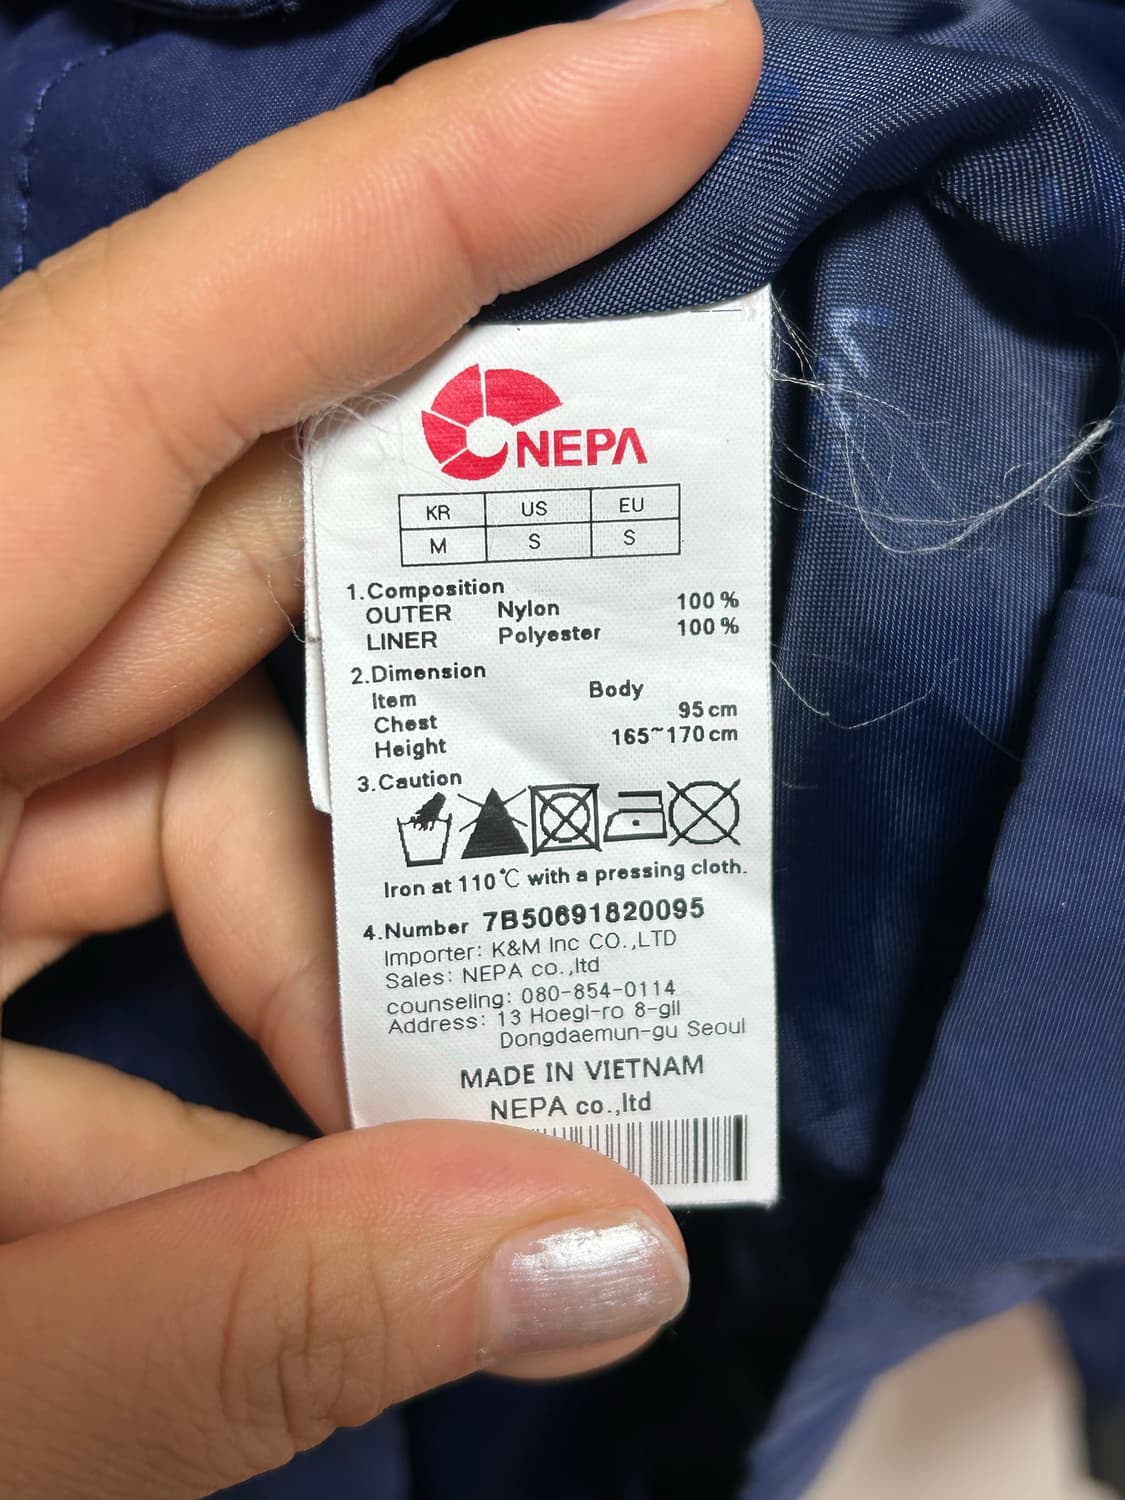 NEPA
KR US EU
M S S
1.Composition
OUTER Nylon 100 %
LINER Polyester 100 %
2.Dimension
Item Body
Chest 95 cm
Height 165~170 cm
3.Caution
Iron at 110℃ with a pressing cloth.
4.Number 7B50691820095
Importer: K&M Inc CO.,LTD
Sales: NEPA co.,ltd
counseling: 080-854-0114
Address: 13 Hoegi-ro 8-gil
Dongdaemun-gu Seoul
MADE IN VIETNAM
NEPA co.,ltd